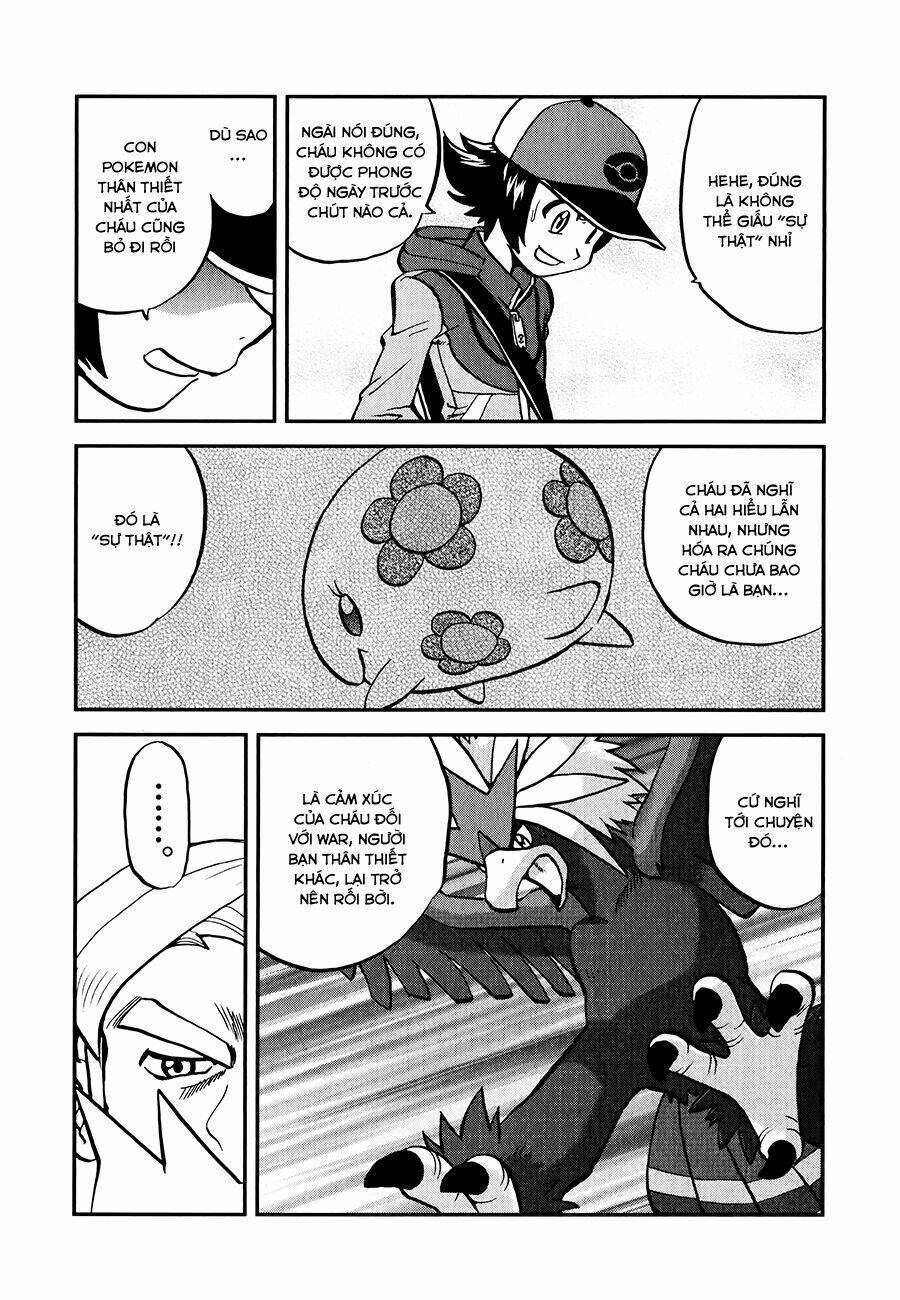 HEHE, ĐÚNG
LÀ KHÔNG
THỂ GIẤU "SỰ
THẬT" NHỈ
NGÀI NÓI ĐÚNG,
CHÁU KHÔNG CÓ
ĐƯỢC PHONG
ĐỘ NGÀY TRƯỚC
CHÚT NÀO CẢ.
DÙ SAO
...
CON
POKEMON
THÂN THIẾT
NHẤT CỦA
CHÁU CŨNG
BỎ ĐI RỒI
CHÁU ĐÃ NGHĨ
CẢ HAI HIỂU LẪN
NHAU, NHƯNG
HÓA RA CHÚNG
CHÁU CHƯA BAO
GIỜ LÀ BẠN...
ĐÓ LÀ
"SỰ THẬT"!!
CỨ NGHĨ
TỚI CHUYỆN
ĐÓ...
LÀ CẢM XÚC
CỦA CHÁU ĐỐI
VỚI WAR, NGƯỜI
BẠN THÂN THIẾT
KHÁC, LẠI TRỞ
NÊN RỐI BỜI.
.......。